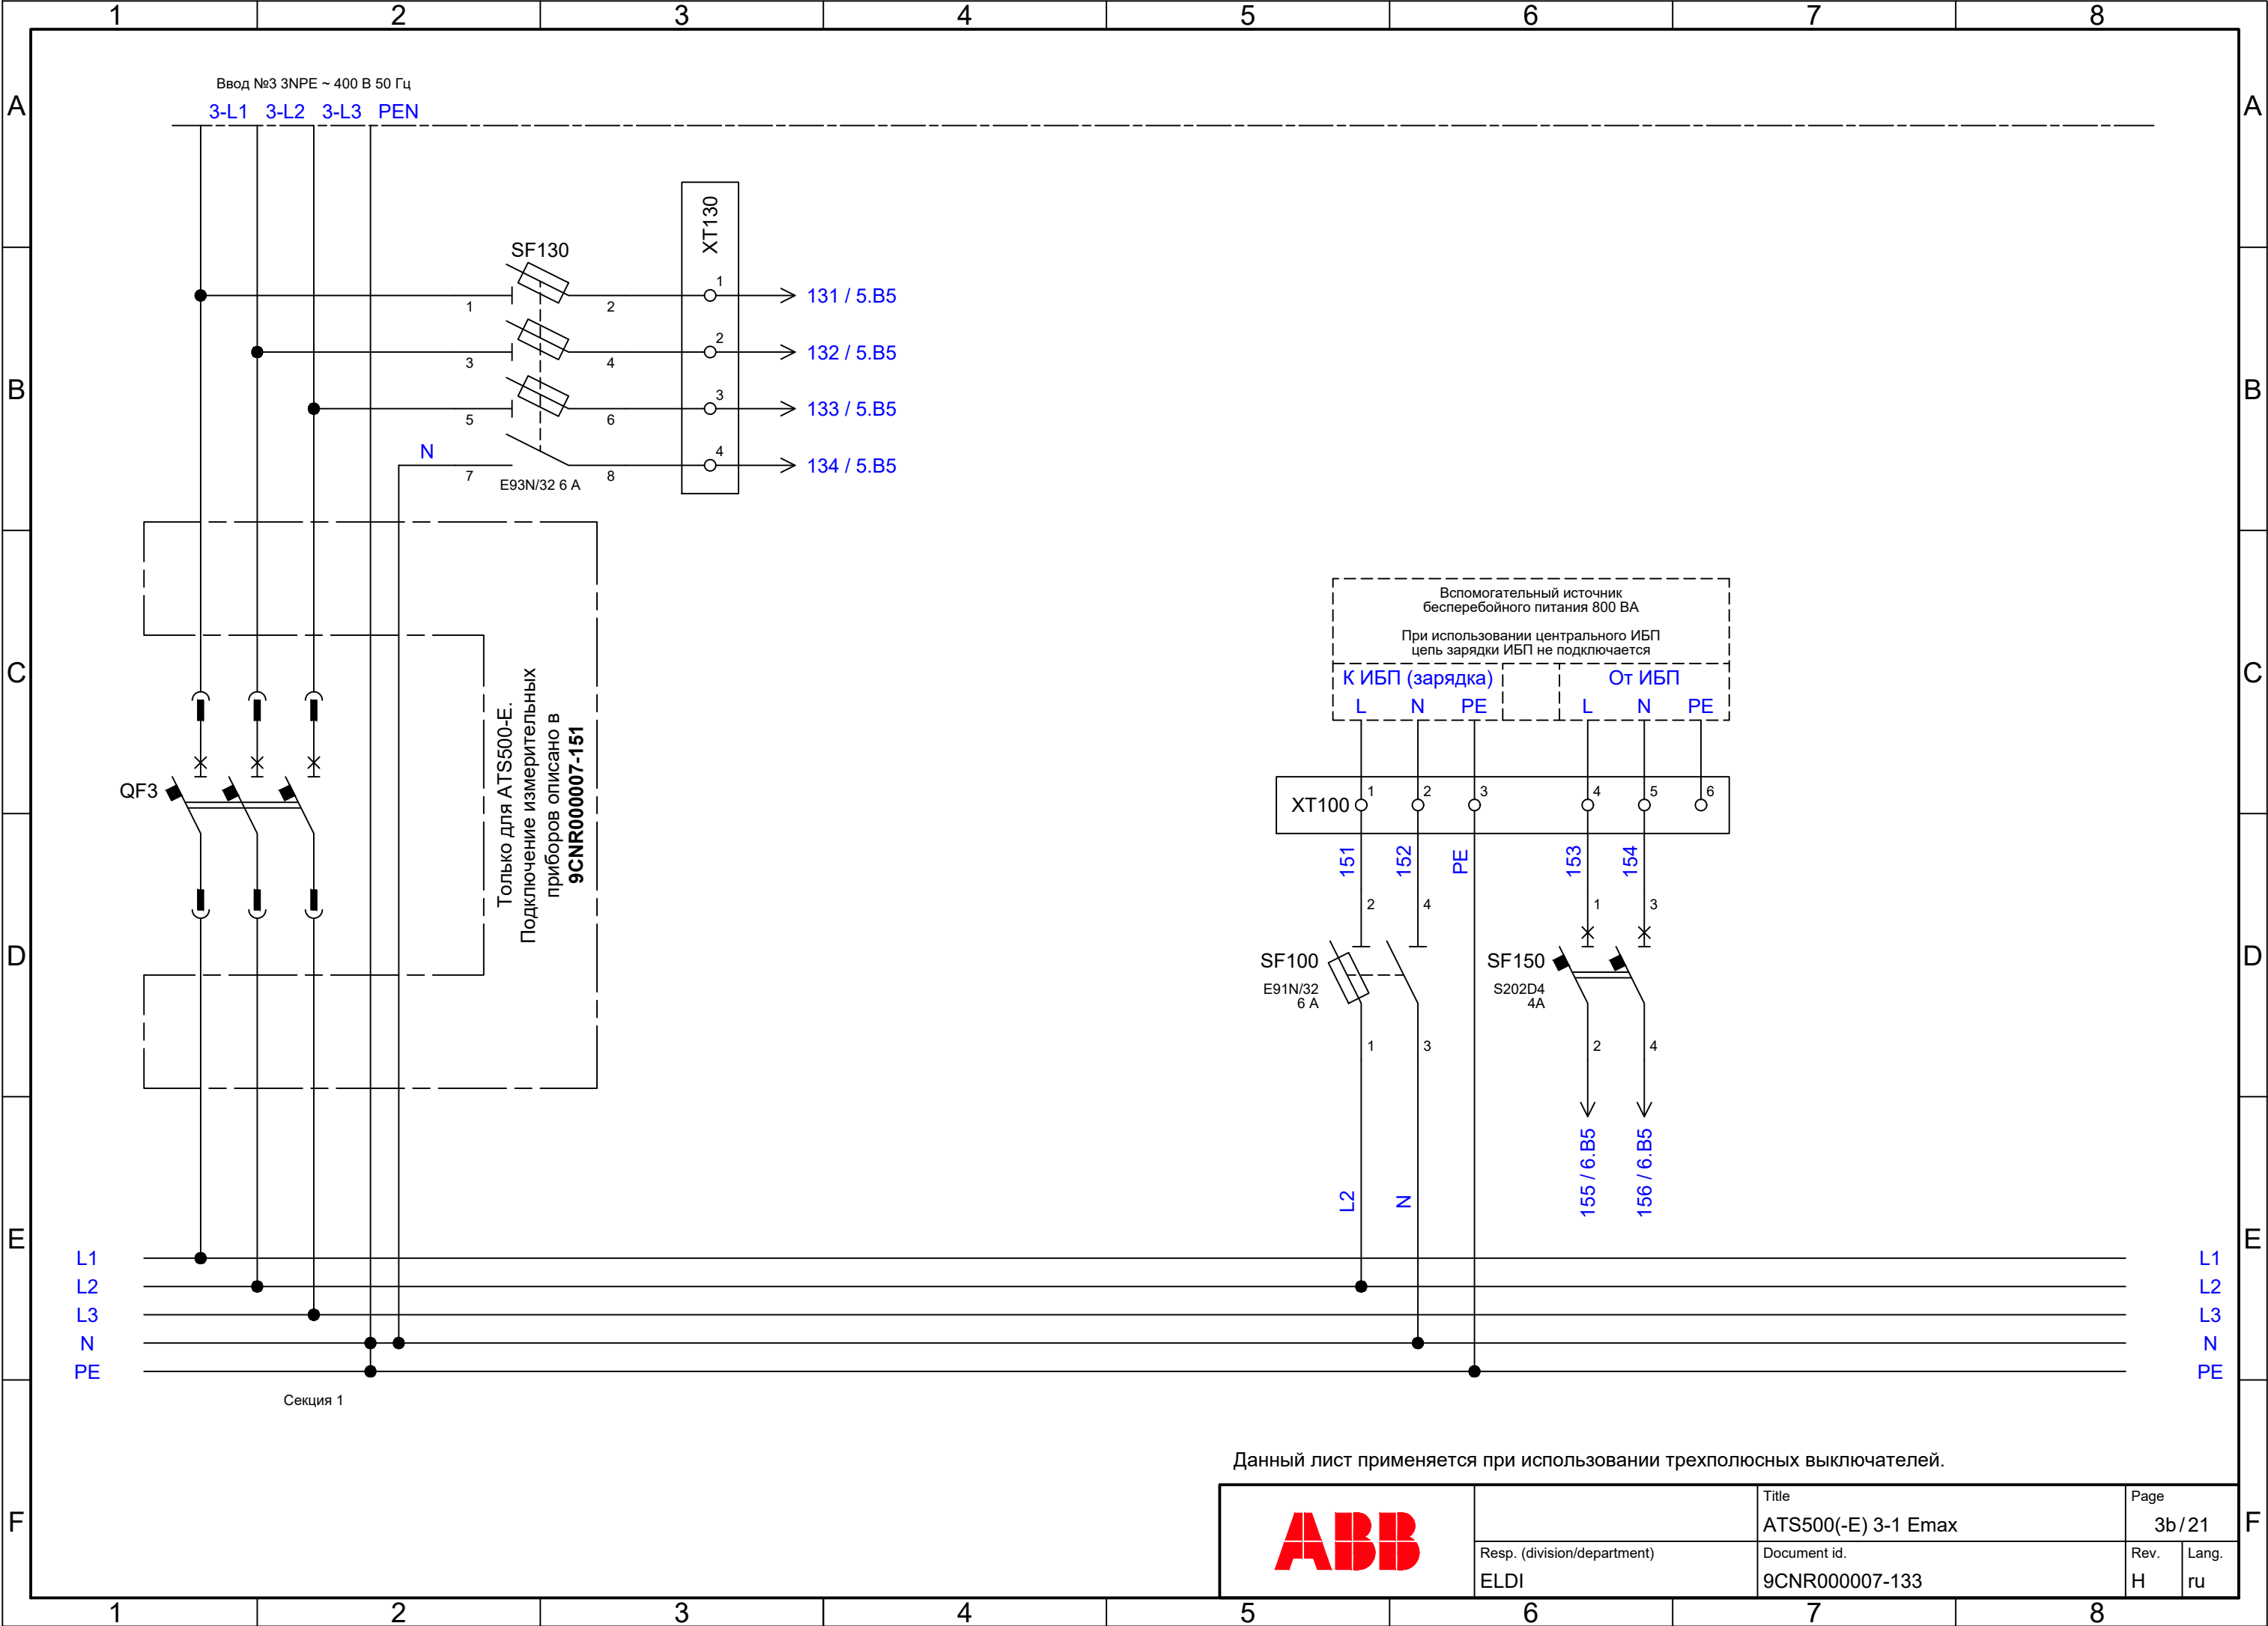 1 2 3 4 5 6 7 8
A A
Ввод №3 3NPE ~ 400 В 50 Гц
3-L1 3-L2 3-L3 PEN
XT130
SF130
1 2 1 131 / 5.B5
3 4 2 132 / 5.B5
B B
5 6 3 133 / 5.B5
N 7 8 4 134 / 5.B5
E93N/32 6 A
Вспомогательный источник
бесперебойного питания 800 ВА
При использовании центрального ИБП
цепь зарядки ИБП не подключается
C C
К ИБП (зарядка) От ИБП
L N PE L N PE
Только для ATS500-E.
Подключение измерительных
приборов описано в
9CNR000007-151
QF3
XT100 1 2 3 4 5 6
151 152 PE 153 154
2 4 1 3
D D
SF100 SF150
E91N/32 S202D4
6 A 4A
1 3 2 4
L2 N 155 / 6.B5 156 / 6.B5
E E
L1 L1
L2 L2
L3 L3
N N
PE PE
Секция 1
Данный лист применяется при использовании трехполюсных выключателей.
F F
ABB
Title
ATS500(-E) 3-1 Emax
Page
3b / 21
Resp. (division/department)
ELDI
Document id.
9CNR000007-133
Rev.
H
Lang.
ru
1 2 3 4 5 6 7 8